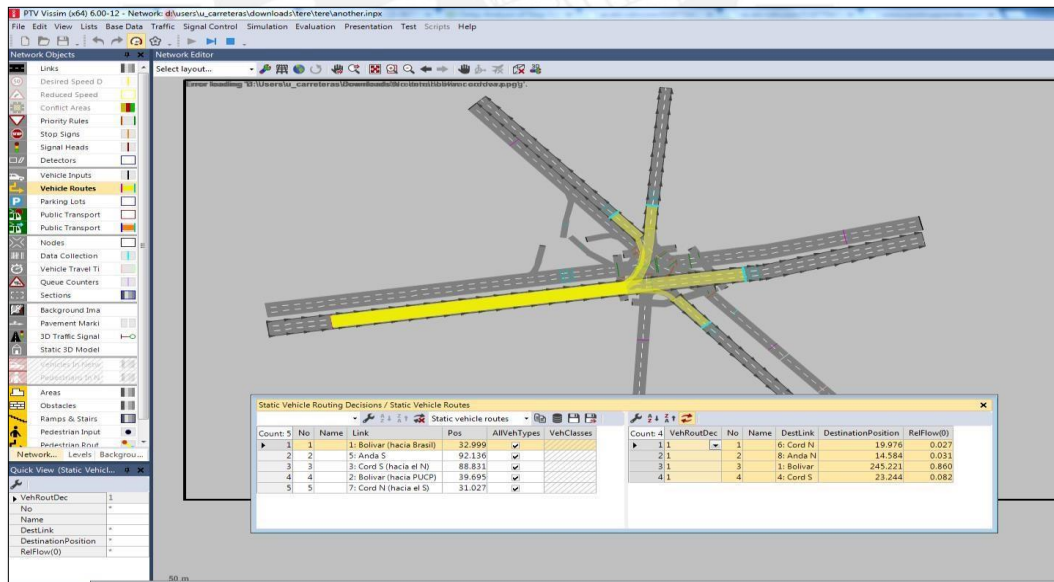 PTV Vissim (x64) 6.00-12 - Network: d:\users\u_carreteras\downloads\tere\tere\another.inpx
File Edit View Lists Base Data Traffic Signal Control Simulation Evaluation Presentation Test Scripts Help
Network Objects
Network Editor
Select layout...
Links
Desired Speed D
Reduced Speed
Conflict Areas
Priority Rules
Stop Signs
Signal Heads
Detectors
Vehicle Inputs
Vehicle Routes
Parking Lots
Public Transport
Public Transport
Nodes
Data Collection
Vehicle Travel Ti
Queue Counters
Sections
Background Ima
Pavement Marki
3D Traffic Signal
Static 3D Model
Areas
Obstacles
Ramps & Stairs
Pedestrian Input
Pedestrian Rout
Network... Levels Backgrou...
Quick View (Static Vehicl...
VehRoutDec 1
No *
Name
DestLink *
DestinationPosition *
RelFlow(0) *
Static Vehicle Routing Decisions / Static Vehicle Routes
Static vehicle routes
Count: 5 No Name Link Pos AllVehTypes VehClasses
1 1 1: Bolivar (hacia Brasil) 32.999
2 2 5: Anda S 92.136
3 3 3: Cord S (hacia el N) 88.831
4 4 2: Bolivar (hacia PUCP) 39.695
5 5 7: Cord N (hacia el S) 31.027
Count: 4 VehRoutDec No Name DestLink DestinationPosition RelFlow(0)
1 1 1 6: Cord N 19.976 0.027
2 1 2 8: Anda N 14.584 0.031
3 1 3 1: Bolivar 245.221 0.860
4 1 4 4: Cord S 23.244 0.082
50 m